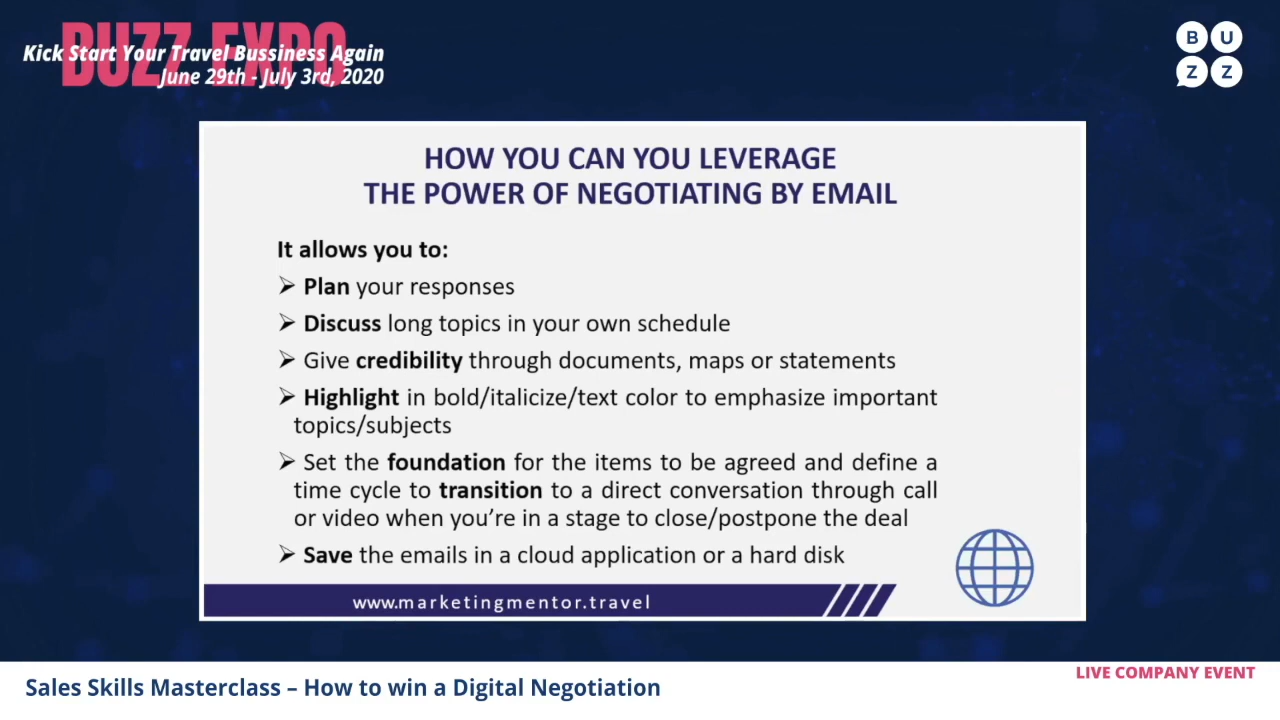 BUZZ EXPO
Kick Start Your Travel Bussiness Again
June 29th - July 3rd, 2020
B U
Z Z
HOW YOU CAN YOU LEVERAGE
THE POWER OF NEGOTIATING BY EMAIL
It allows you to:
➢ Plan your responses
➢ Discuss long topics in your own schedule
➢ Give credibility through documents, maps or statements
➢ Highlight in bold/italicize/text color to emphasize important
topics/subjects
➢ Set the foundation for the items to be agreed and define a
time cycle to transition to a direct conversation through call
or video when you're in a stage to close/postpone the deal
➢ Save the emails in a cloud application or a hard disk
www.marketingmentor.travel
LIVE COMPANY EVENT
Sales Skills Masterclass – How to win a Digital Negotiation